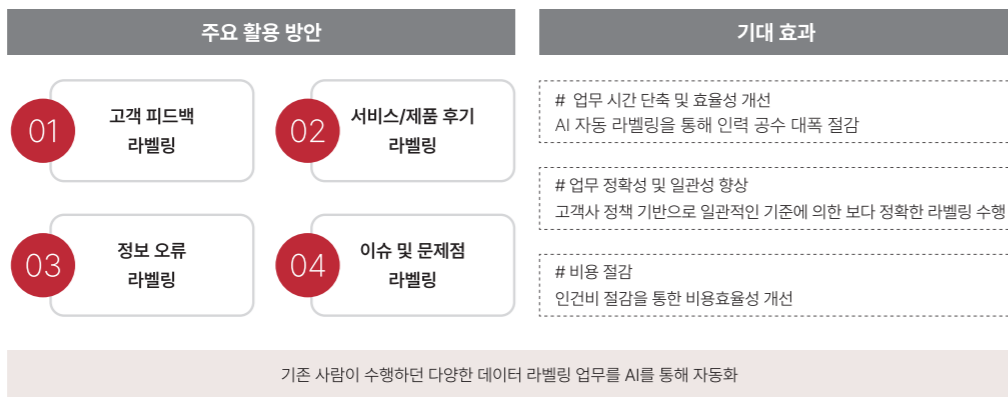 주요 활용 방안
01
고객 피드백
라벨링
02
서비스/제품 후기
라벨링
03
정보 오류
라벨링
04
이슈 및 문제점
라벨링
기대 효과
# 업무 시간 단축 및 효율성 개선
AI 자동 라벨링을 통해 인력 공수 대폭 절감
# 업무 정확성 및 일관성 향상
고객사 정책 기반으로 일관적인 기준에 의한 보다 정확한 라벨링 수행
# 비용 절감
인건비 절감을 통한 비용효율성 개선
기존 사람이 수행하던 다양한 데이터 라벨링 업무를 AI를 통해 자동화